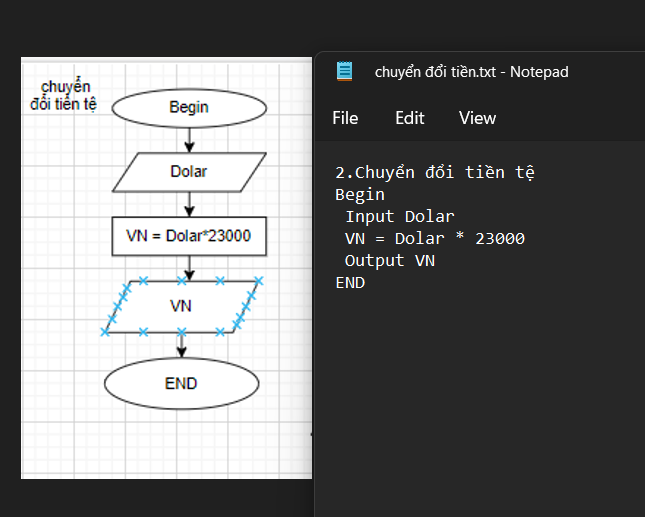 chuyển
đổi tiền tệ
Begin
Dolar
VN = Dolar*23000
VN
END
chuyển đổi tiền.txt - Notepad
File Edit View
2.Chuyển đổi tiền tệ
Begin
Input Dolar
VN = Dolar * 23000
Output VN
END